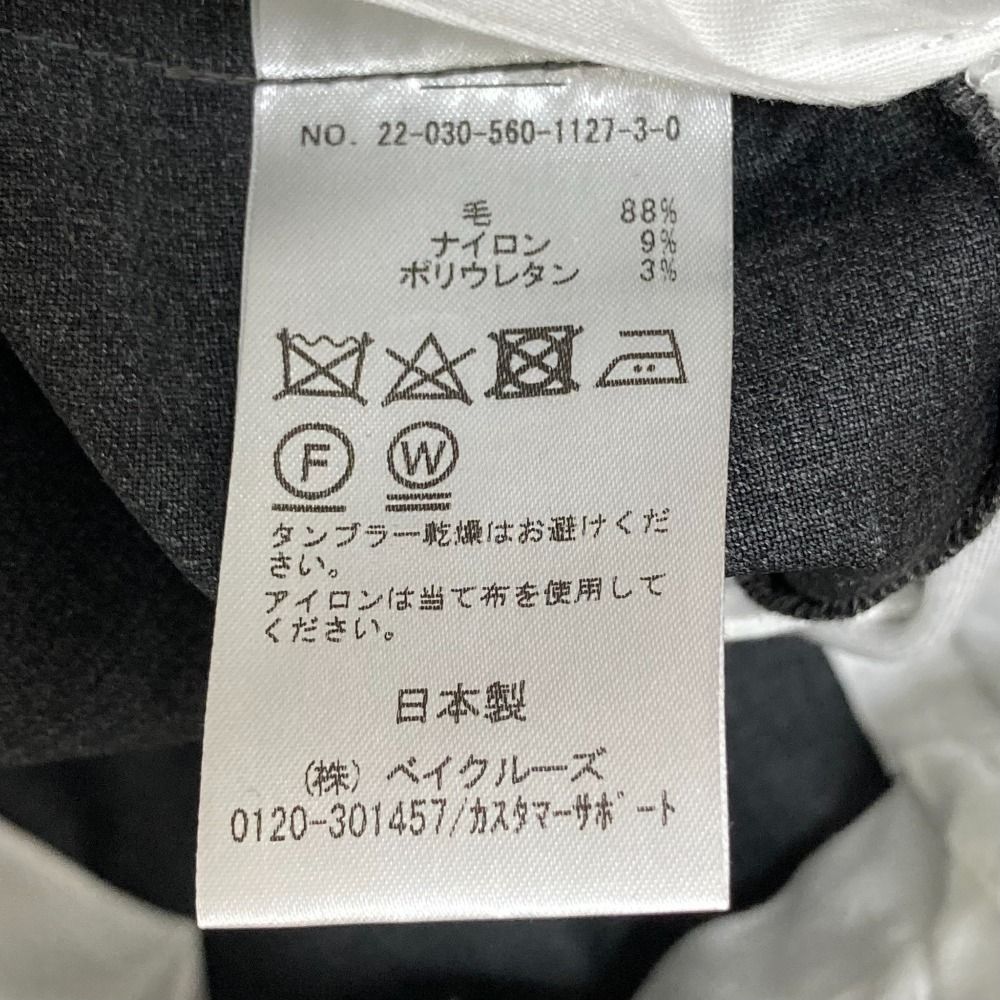 NO. 22-030-560-1127-3-0
毛 88%
ナイロン 9%
ポリウレタン 3%
F W
タンブラー乾燥はお避けくだ
さい。
アイロンは当て布を使用して
ください。
日本製
(株) ベイクルーズ
0120-301457/カスタマーサポート